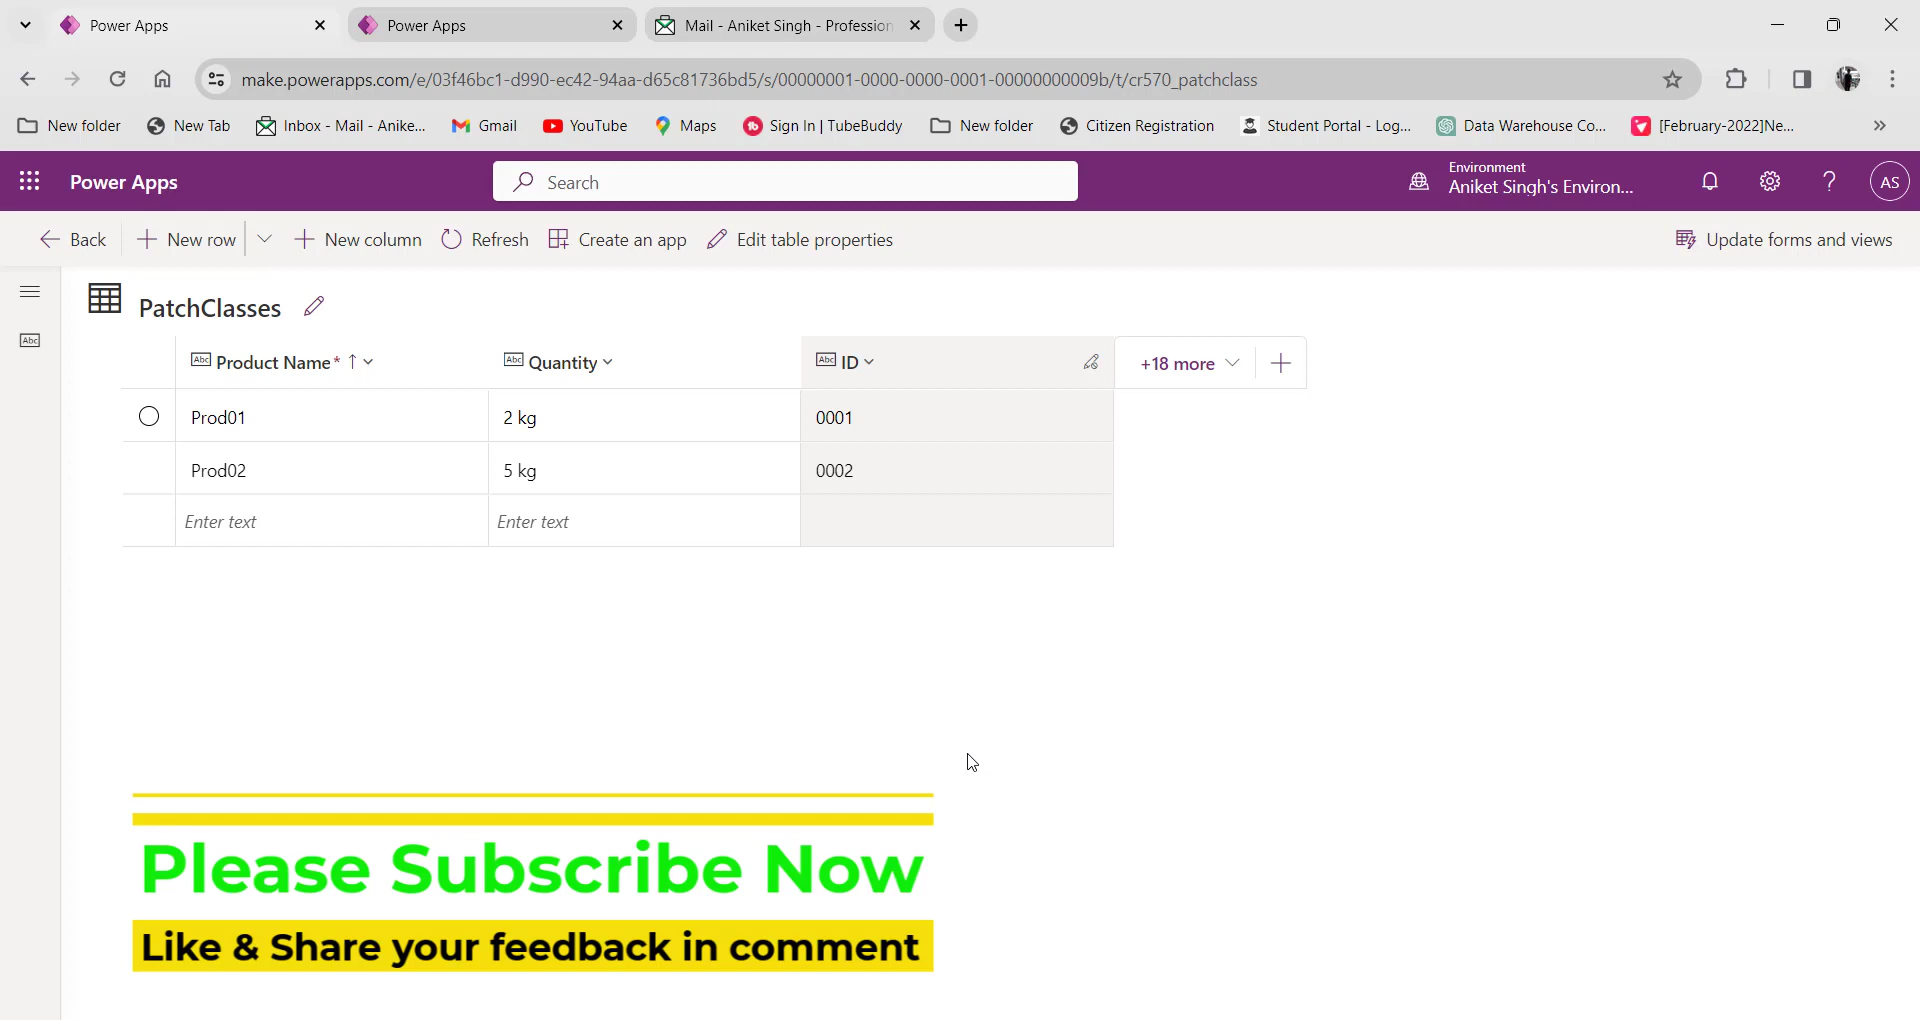 Power Apps
Power Apps
Mail - Aniket Singh - Profession
make.powerapps.com/e/03f46bc1-d990-ec42-94aa-d65c81736bd5/s/00000001-0000-0000-0001-00000000009b/t/cr570_patchclass
New folder New Tab Inbox - Mail - Anike... Gmail YouTube Maps Sign In | TubeBuddy New folder Citizen Registration Student Portal - Log... Data Warehouse Co... [February-2022]Ne...
Power Apps
Search
Environment
Aniket Singh's Environ...
?
AS
Back New row New column Refresh Create an app Edit table properties Update forms and views
Abc
PatchClasses
Abc Product Name* Abc Quantity Abc ID +18 more
Prod01 2 kg 0001
Prod02 5 kg 0002
Enter text Enter text
Please Subscribe Now
Like & Share your feedback in comment